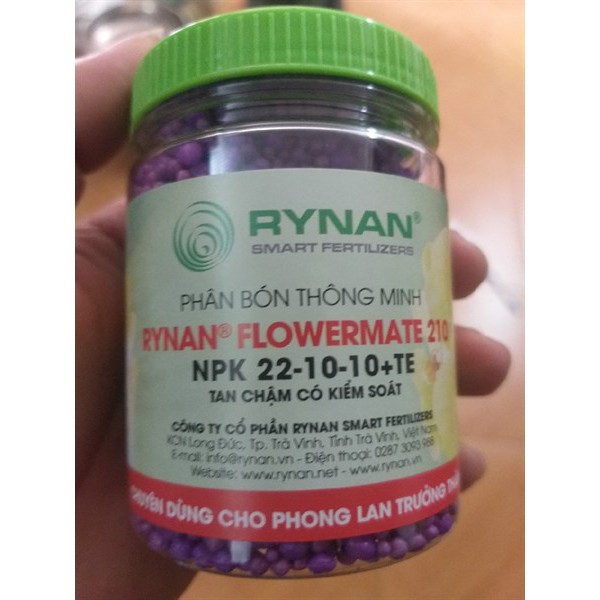 RYNAN®
SMART FERTILIZERS
PHÂN BÓN THÔNG MINH
RYNAN® FLOWERMATE 210
NPK 22-10-10+TE
TAN CHẬM CÓ KIỂM SOÁT
CÔNG TY CỔ PHẦN RYNAN SMART FERTILIZERS
KCN Long Đức, Tp. Trà Vinh, Tỉnh Trà Vinh, Việt Nam
E-mail: info@rynan.vn - Điện thoại: 0287 3093 988
Website: www.rynan.net - www.rynan.vn
CHUYÊN DÙNG CHO PHONG LAN TRƯỞNG